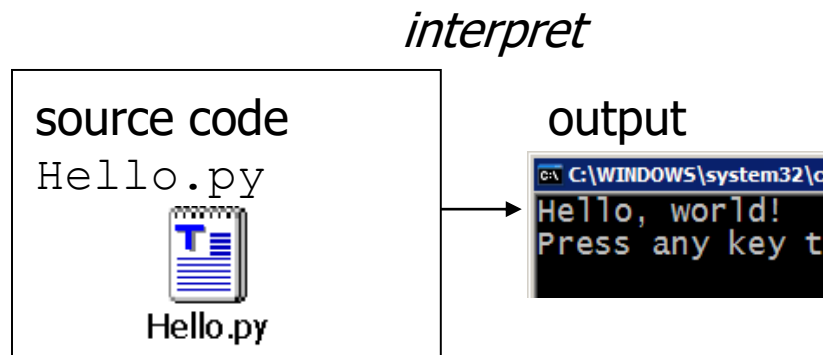 interpret
source code
Hello.py
Hello.py
output
C:\WINDOWS\system32\c
Hello, world!
Press any key t